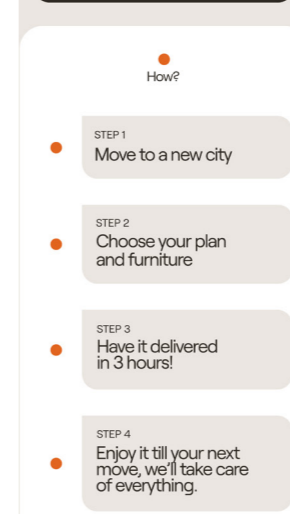 How?
STEP 1
Move to a new city
STEP 2
Choose your plan
and furniture
STEP 3
Have it delivered
in 3 hours!
STEP 4
Enjoy it till your next
move, we'll take care
of everything.